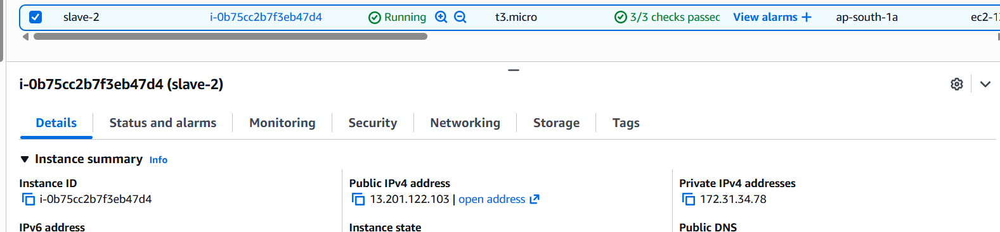 slave-2 i-0b75cc2b7f3eb47d4 Running t3.micro 3/3 checks passec View alarms + ap-south-1a ec2-1
i-0b75cc2b7f3eb47d4 (slave-2)
Details Status and alarms Monitoring Security Networking Storage Tags
Instance summary Info
Instance ID Public IPv4 address Private IPv4 addresses
i-0b75cc2b7f3eb47d4 13.201.122.103 | open address 172.31.34.78
IPv6 address Instance state Public DNS